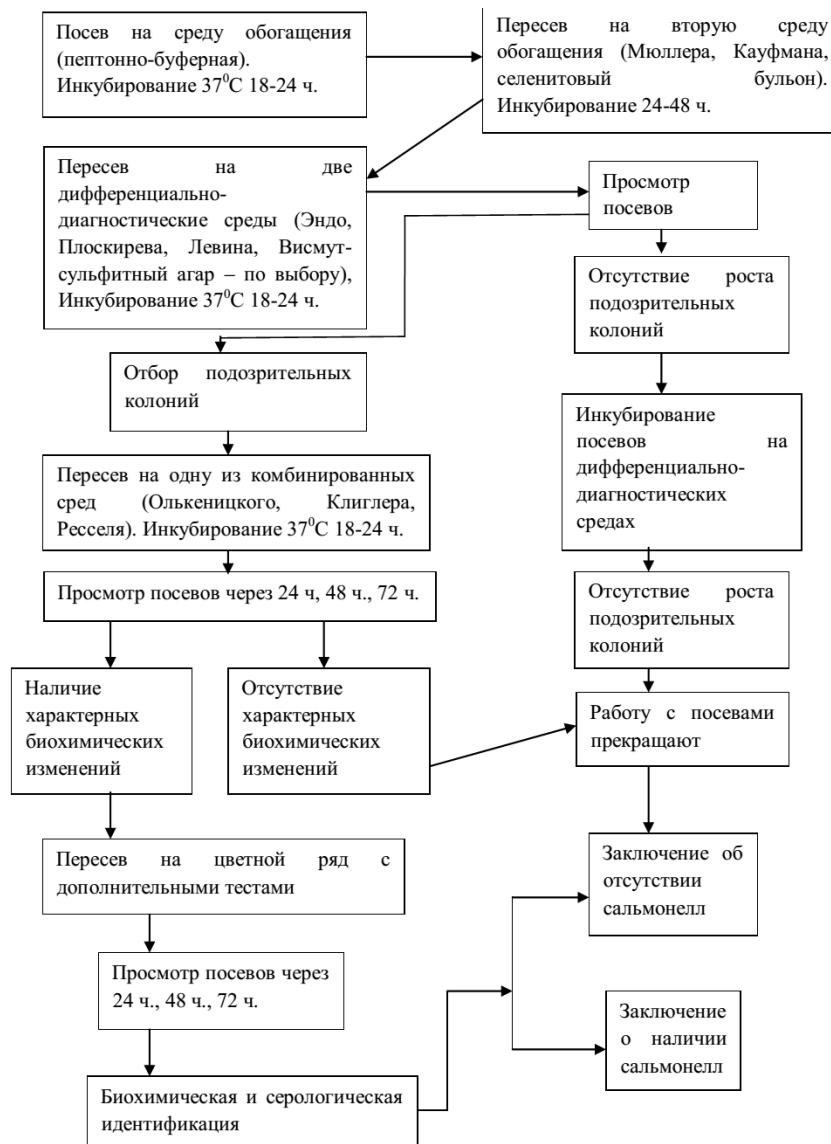 Посев на среду обогащения
(пептонно-буферная).
Инкубирование 37⁰С 18-24 ч.
Пересев на вторую среду
обогащения (Мюллера, Кауфмана,
селенитовый бульон).
Инкубирование 24-48 ч.
Пересев на две
дифференциально-
диагностические среды (Эндо,
Плоскирева, Левина, Висмут-
сульфитный агар – по выбору),
Инкубирование 37⁰С 18-24 ч.
Просмотр
посевов
Отсутствие роста
подозрительных
колоний
Отбор подозрительных
колоний
Инкубирование
посевов на
дифференциально-
диагностических
средах
Пересев на одну из комбинированных
сред (Олькеницкого, Клиглера,
Ресселя). Инкубирование 37⁰С 18-24 ч.
Просмотр посевов через 24 ч, 48 ч., 72 ч.
Отсутствие роста
подозрительных
колоний
Наличие
характерных
биохимических
изменений
Отсутствие
характерных
биохимических
изменений
Работу с посевами
прекращают
Пересев на цветной ряд с
дополнительными тестами
Заключение об
отсутствии
сальмонелл
Просмотр посевов через
24 ч., 48 ч., 72 ч.
Заключение
о наличии
сальмонелл
Биохимическая и серологическая
идентификация